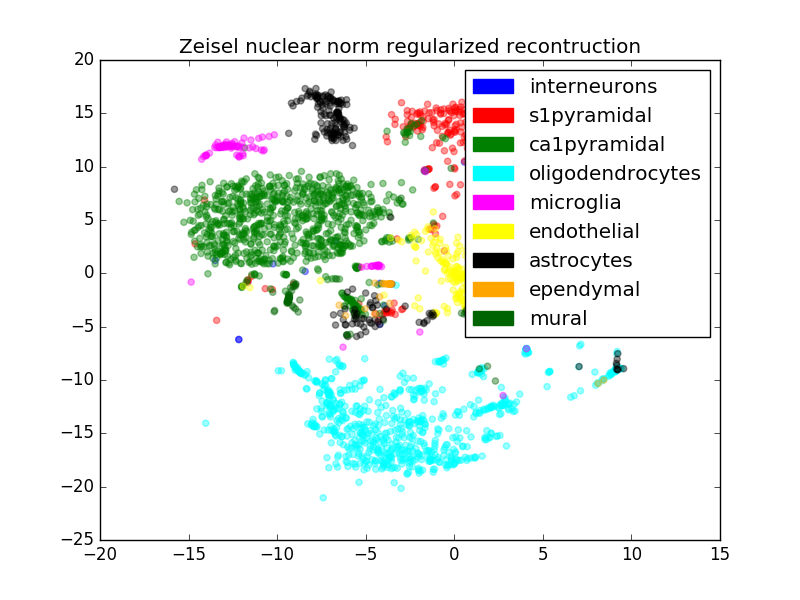 Zeisel nuclear norm regularized recontruction
20
15
10
5
0
−5
−10
−15
−20
−25
−20 −15 −10 −5 0 5 10 15
interneurons
s1pyramidal
ca1pyramidal
oligodendrocytes
microglia
endothelial
astrocytes
ependymal
mural